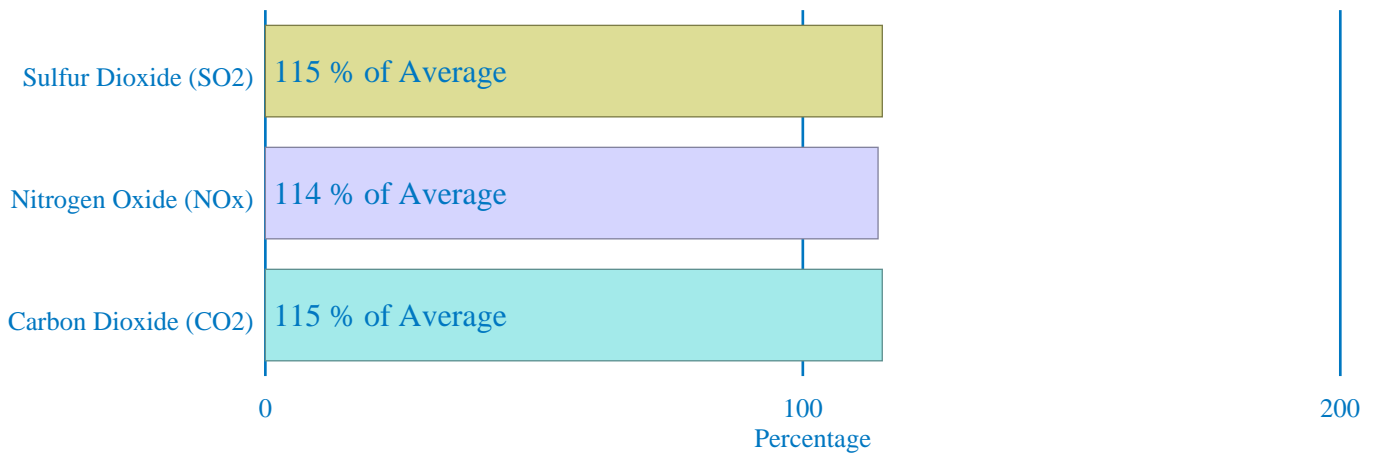 Sulfur Dioxide (SO2)
115 % of Average
Nitrogen Oxide (NOx)
114 % of Average
Carbon Dioxide (CO2)
115 % of Average
0
100
200
Percentage